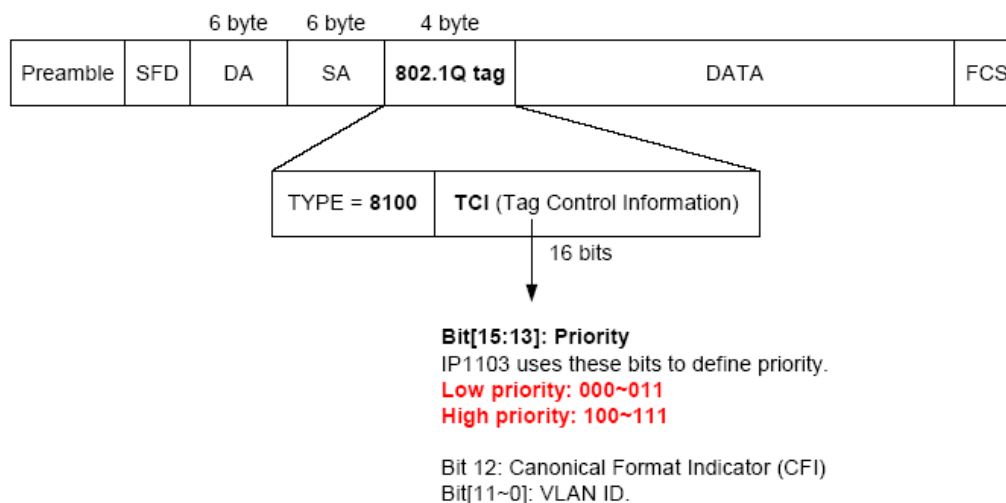 6 byte 6 byte 4 byte
Preamble SFD DA SA 802.1Q tag DATA FCS
TYPE = 8100 TCI (Tag Control Information)
16 bits
Bit[15:13]: Priority
IP1103 uses these bits to define priority.
Low priority: 000~011
High priority: 100~111
Bit 12: Canonical Format Indicator (CFI)
Bit[11~0]: VLAN ID.